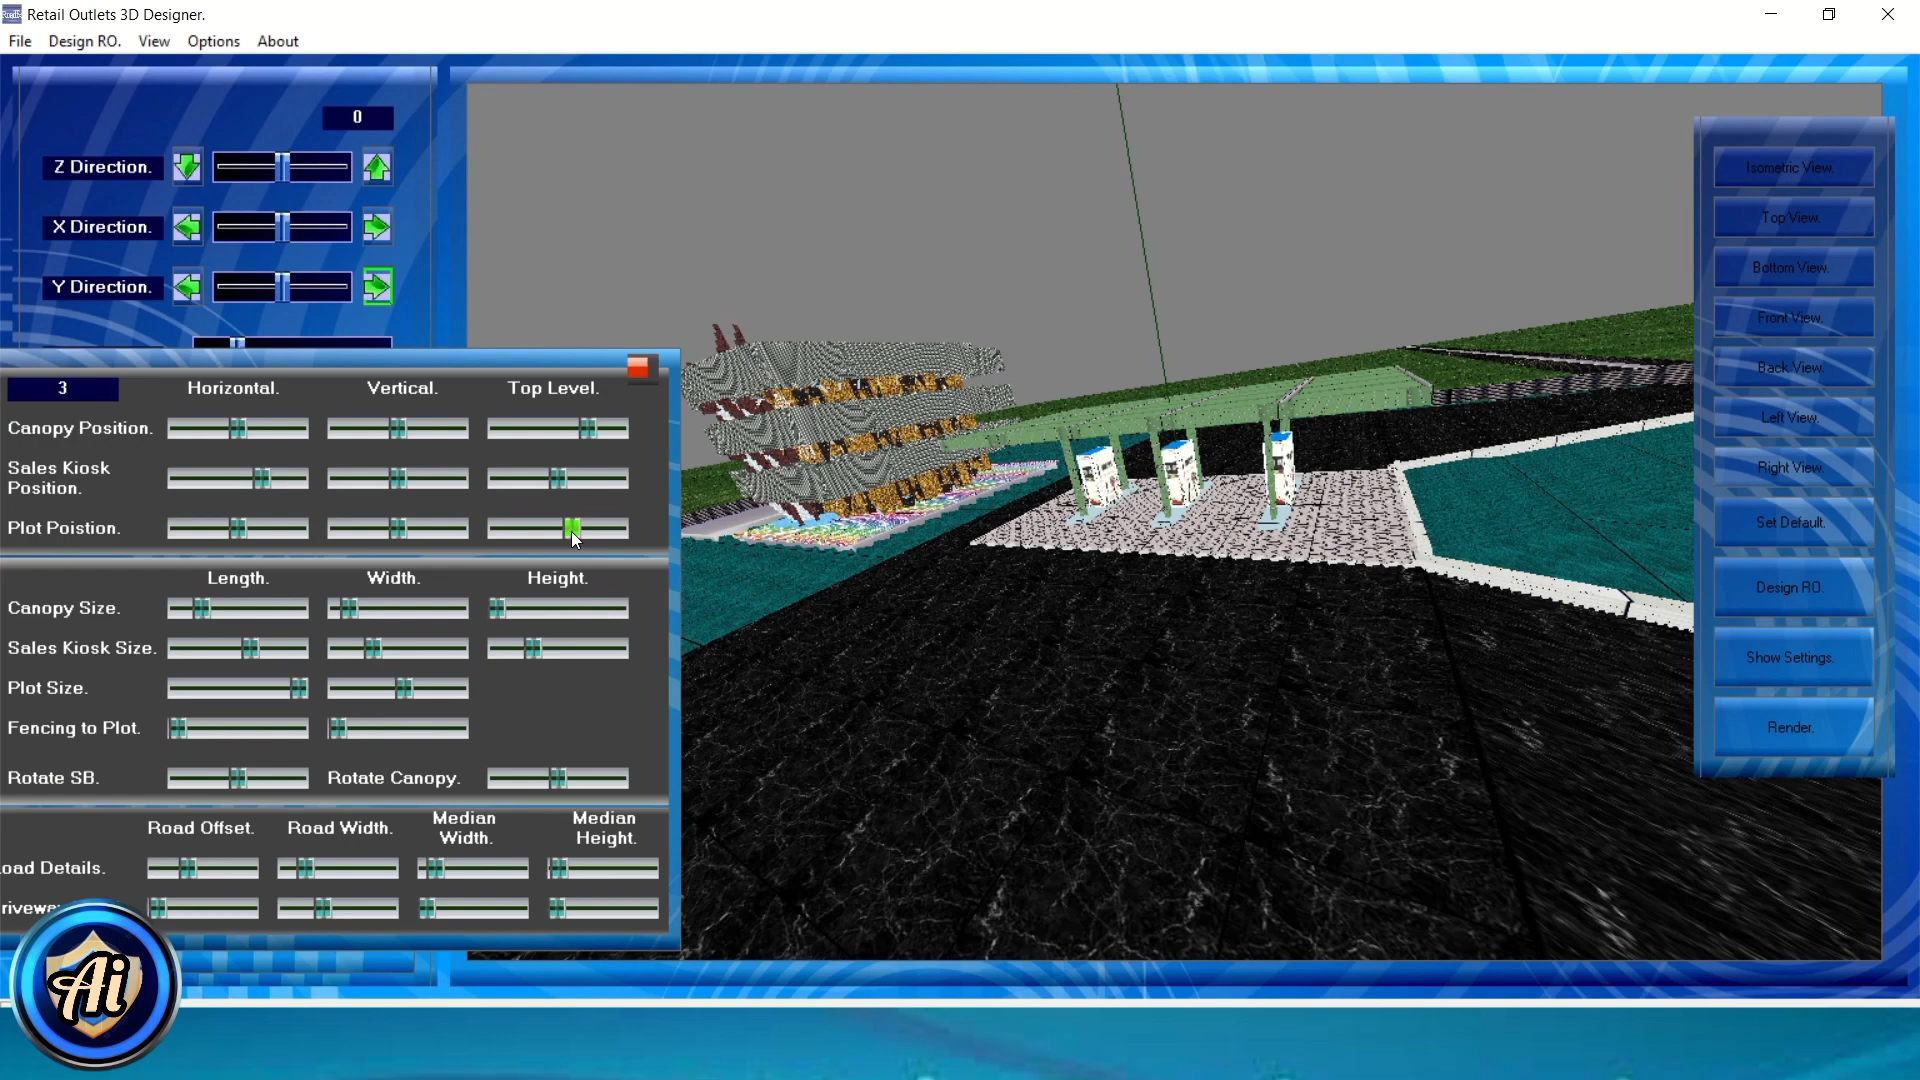 Retail Outlets 3D Designer.
File Design RO. View Options About
0
Z Direction.
X Direction.
Y Direction.
3 Horizontal. Vertical. Top Level.
Canopy Position.
Sales Kiosk
Position.
Plot Poistion.
Length. Width. Height.
Canopy Size.
Sales Kiosk Size.
Plot Size.
Fencing to Plot.
Rotate SB. Rotate Canopy.
Road Offset. Road Width. Median Width. Median Height.
oad Details.
rivewa
Ai
Isometric View.
Top View.
Bottom View.
Front View.
Back View.
Left View.
Right View.
Set Default.
Design RO.
Show Settings.
Render.